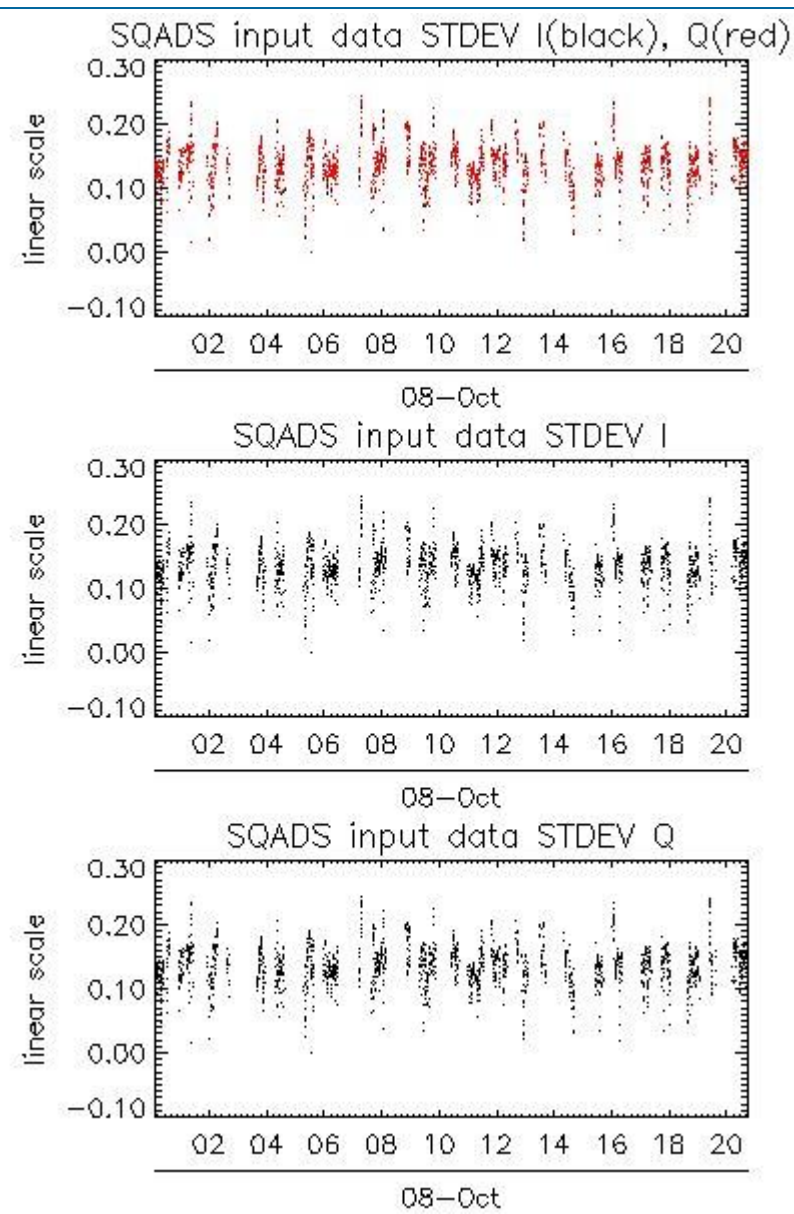 SQADS input data STDEV I(black), Q(red)
0.30
0.20
0.10
0.00
-0.10
linear scale
02 04 06 08 10 12 14 16 18 20
08-Oct
SQADS input data STDEV I
0.30
0.20
0.10
0.00
-0.10
linear scale
02 04 06 08 10 12 14 16 18 20
08-Oct
SQADS input data STDEV Q
0.30
0.20
0.10
0.00
-0.10
linear scale
02 04 06 08 10 12 14 16 18 20
08-Oct